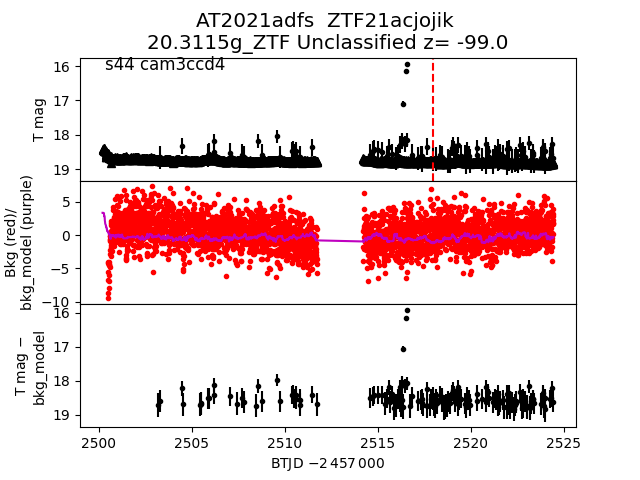 AT2021adfs ZTF21acjojik
20.3115g_ZTF Unclassified z= -99.0
s44 cam3ccd4
T mag
16
17
18
19
Bkg (red)/
bkg_model (purple)
5
0
−5
−10
T mag −
bkg_model
16
17
18
19
2500 2505 2510 2515 2520 2525
BTJD −2 457 000